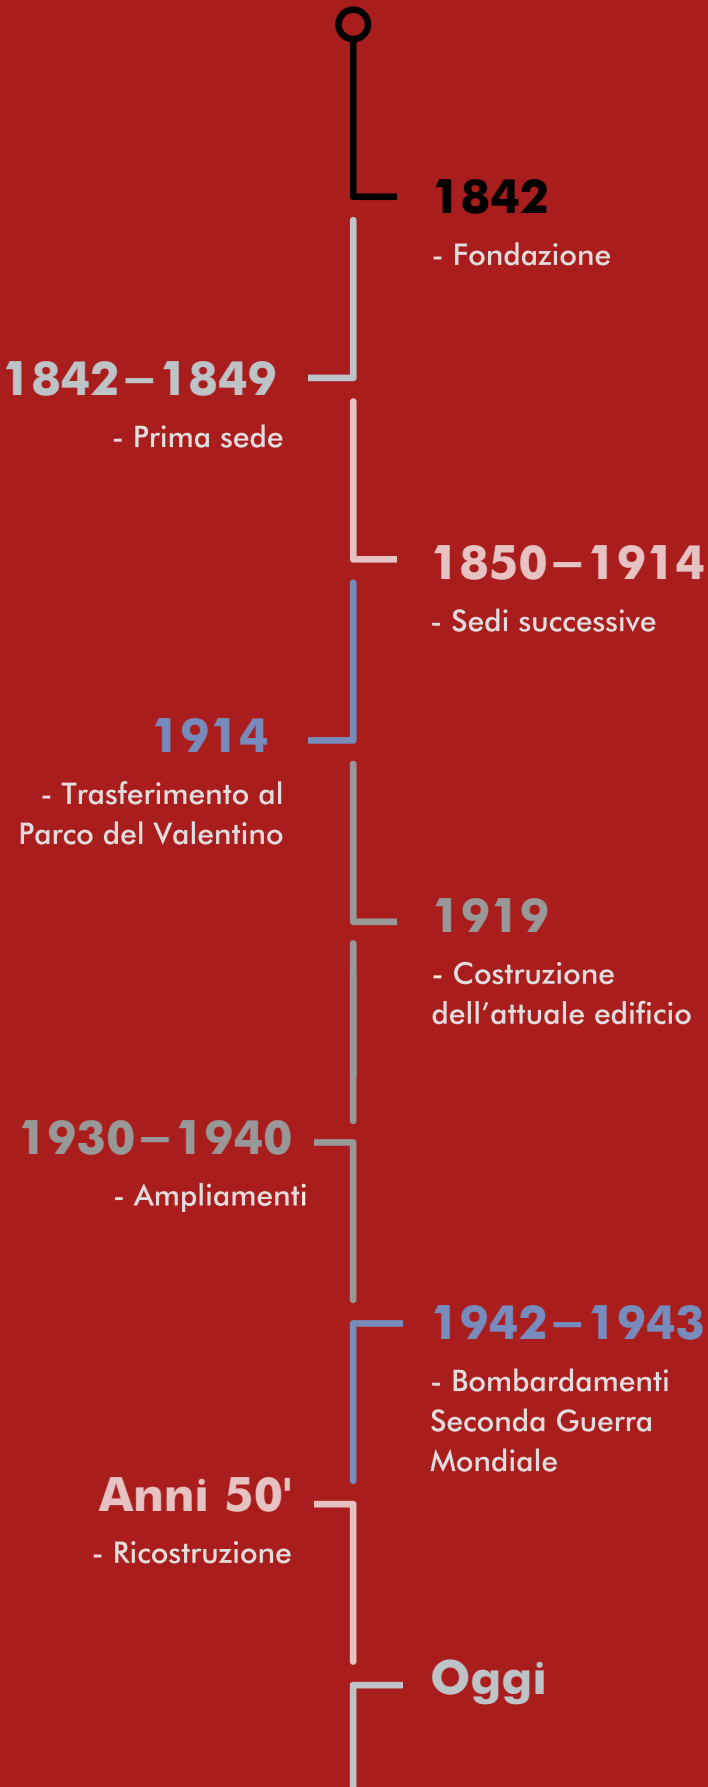 1842
- Fondazione
1842–1849
- Prima sede
1850–1914
- Sedi successive
1914
- Trasferimento al
Parco del Valentino
1919
- Costruzione
dell’attuale edificio
1930–1940
- Ampliamenti
1942–1943
- Bombardamenti
Seconda Guerra
Mondiale
Anni 50'
- Ricostruzione
Oggi